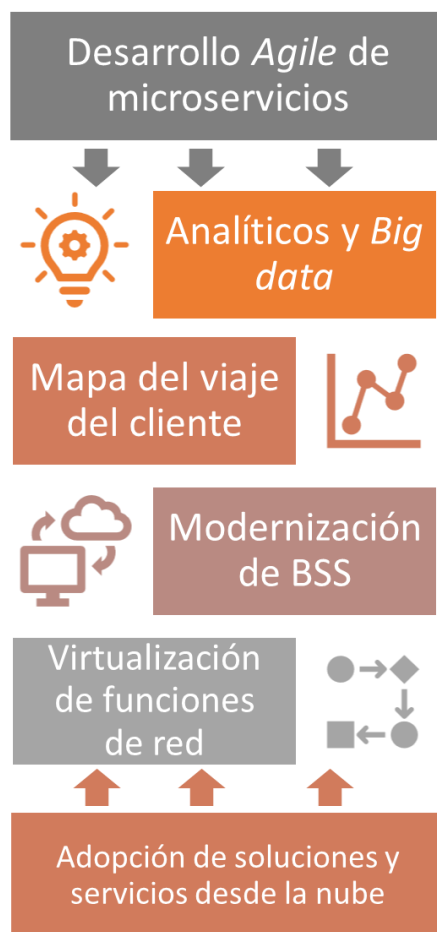 Desarrollo Agile de
microservicios
Analíticos y Big
data
Mapa del viaje
del cliente
Modernización
de BSS
Virtualización
de funciones
de red
Adopción de soluciones y
servicios desde la nube